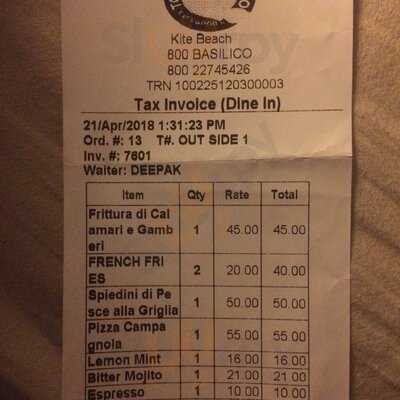 Kite Beach
800 BASILICO
800 22745426
TRN 100225120300003
Tax Invoice (Dine In)
21/Apr/2018 1:31:23 PM
Ord. #: 13 T#. OUT SIDE 1
Inv. #: 7601
Waiter: DEEPAK
Item Qty Rate Total
Frittura di Cal
amari e Gamb 1 45.00 45.00
eri
FRENCH FRI 2 20.00 40.00
ES
Spiedini di Pe 1 50.00 50.00
sce alla Griglia
Pizza Campa 1 55.00 55.00
gnola
Lemon Mint 1 16.00 16.00
Bitter Mojito 1 21.00 21.00
Espresso 1 10.00 10.00